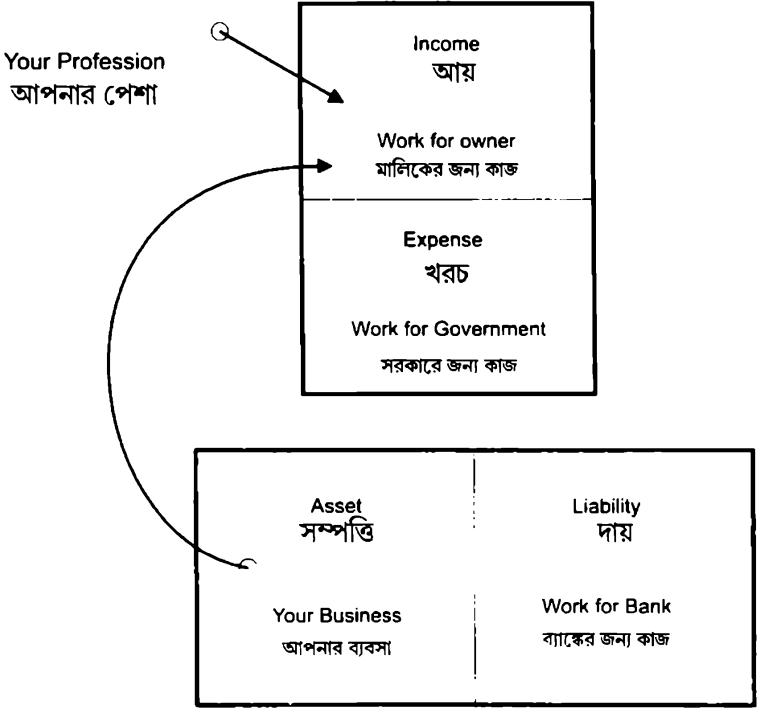 Your Profession
আপনার পেশা
Income
আয়
Work for owner
মালিকের জন্য কাজ
Expense
খরচ
Work for Government
সরকারে জন্য কাজ
Asset
সম্পত্তি
Your Business
আপনার ব্যবসা
Liability
দায়
Work for Bank
ব্যাঙ্কের জন্য কাজ